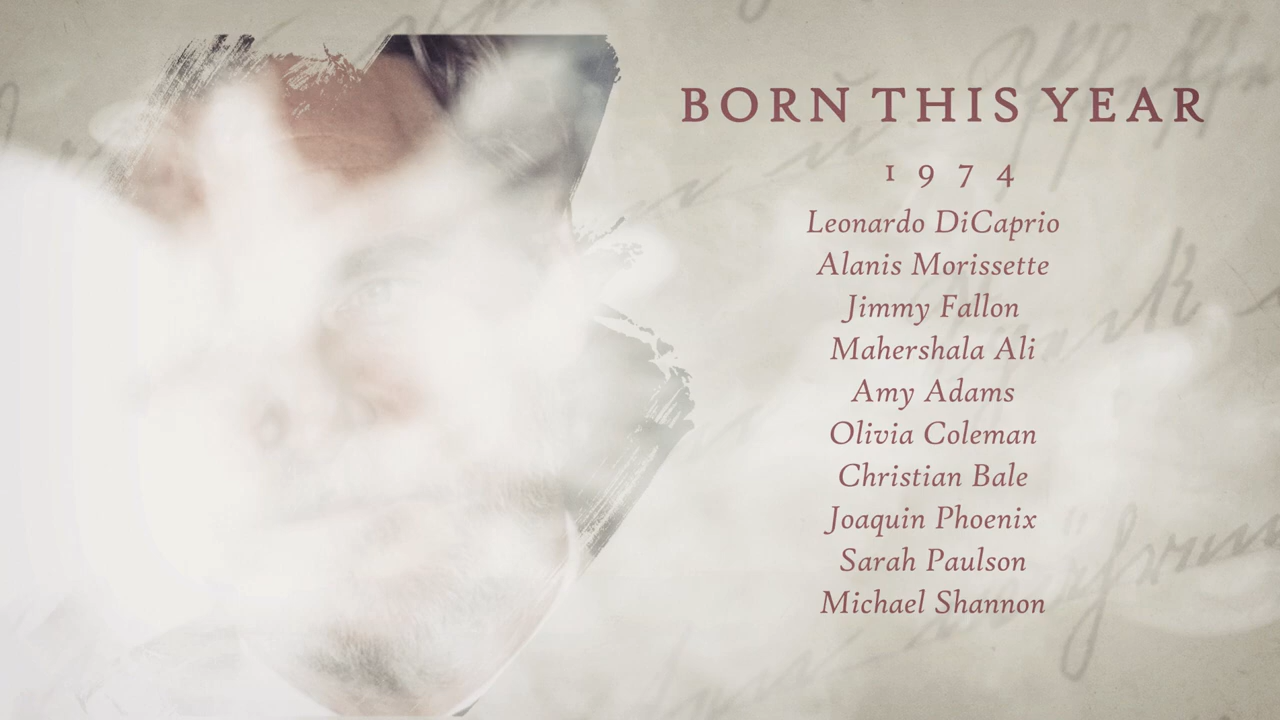 BORN THIS YEAR
1974
Leonardo DiCaprio
Alanis Morissette
Jimmy Fallon
Mahershala Ali
Amy Adams
Olivia Coleman
Christian Bale
Joaquin Phoenix
Sarah Paulson
Michael Shannon